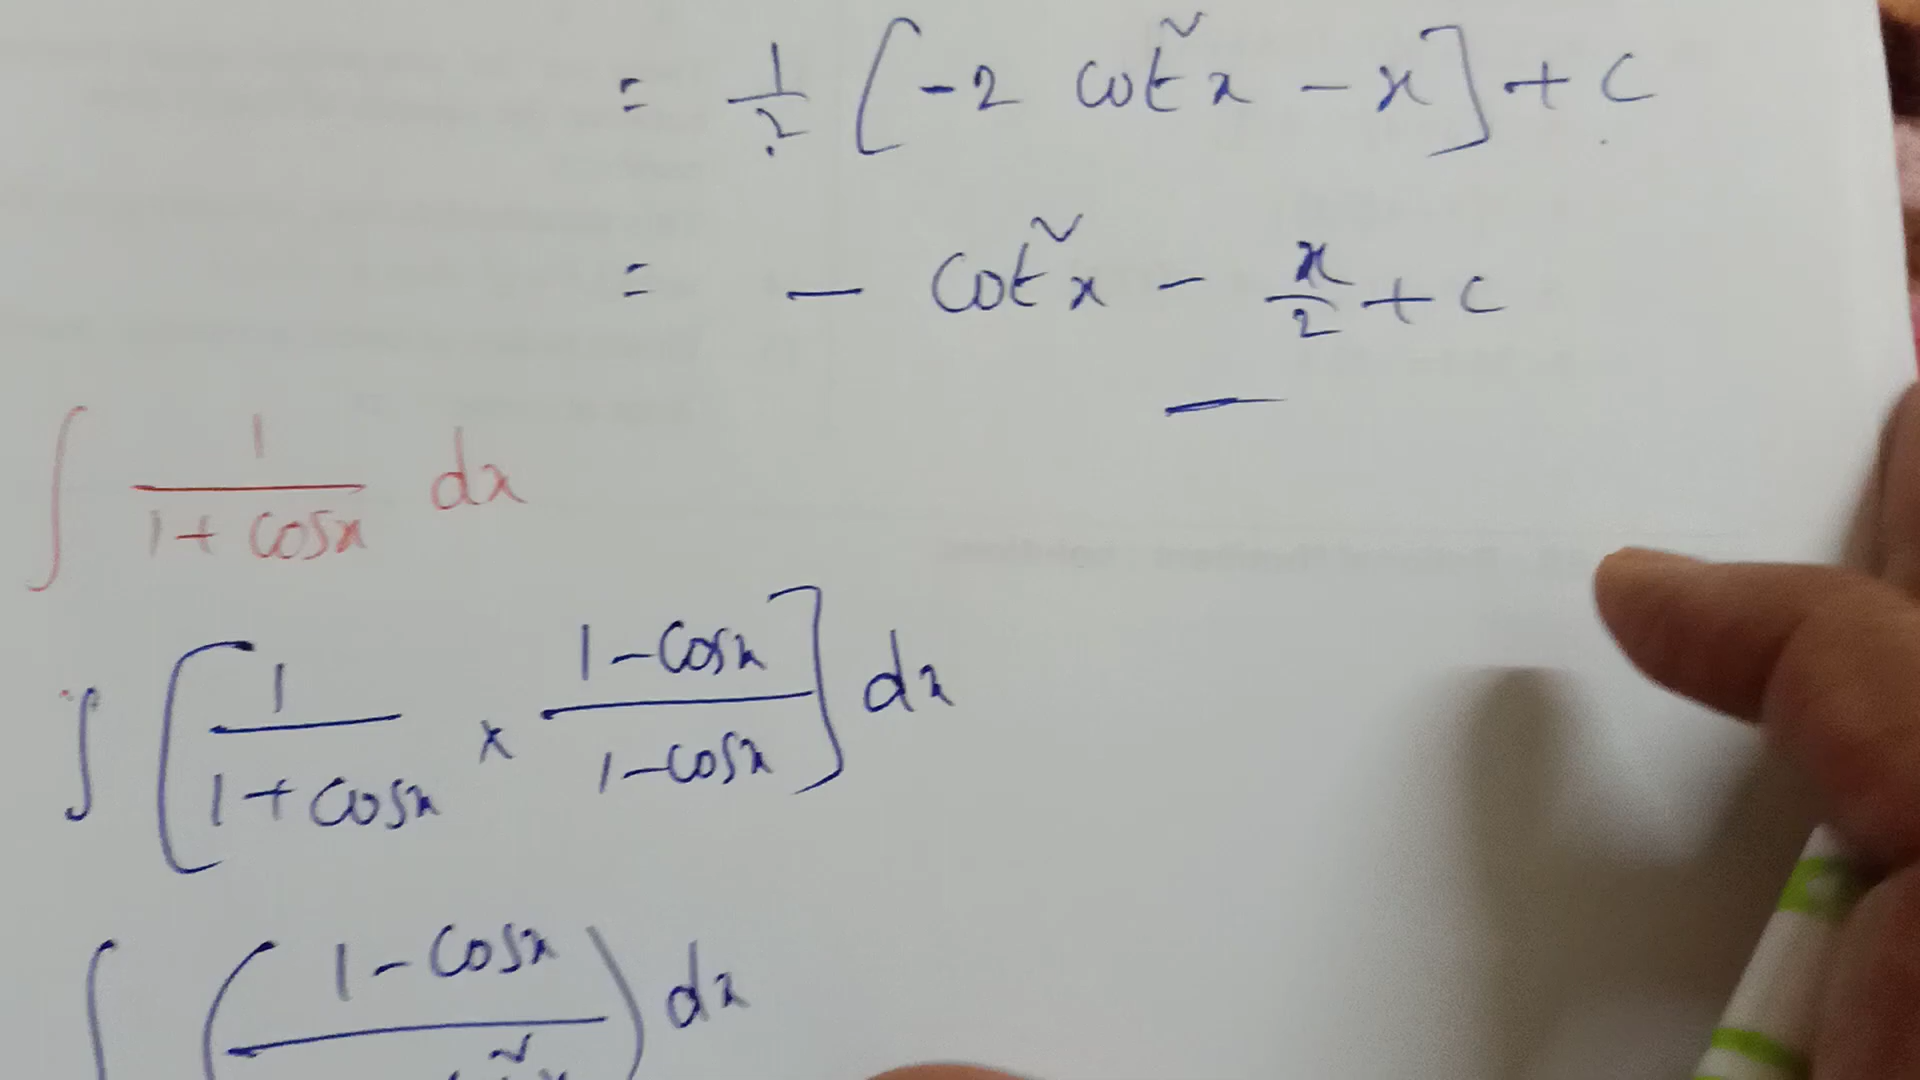 = 1/2 [-2 cot²x - x] + c
= - cot²x - x/2 + c
∫ 1/(1 + cosx) dx
∫ [1/(1 + cosx) × (1 - cosx)/(1 - cosx)] dx
∫ (1 - cosx) dx